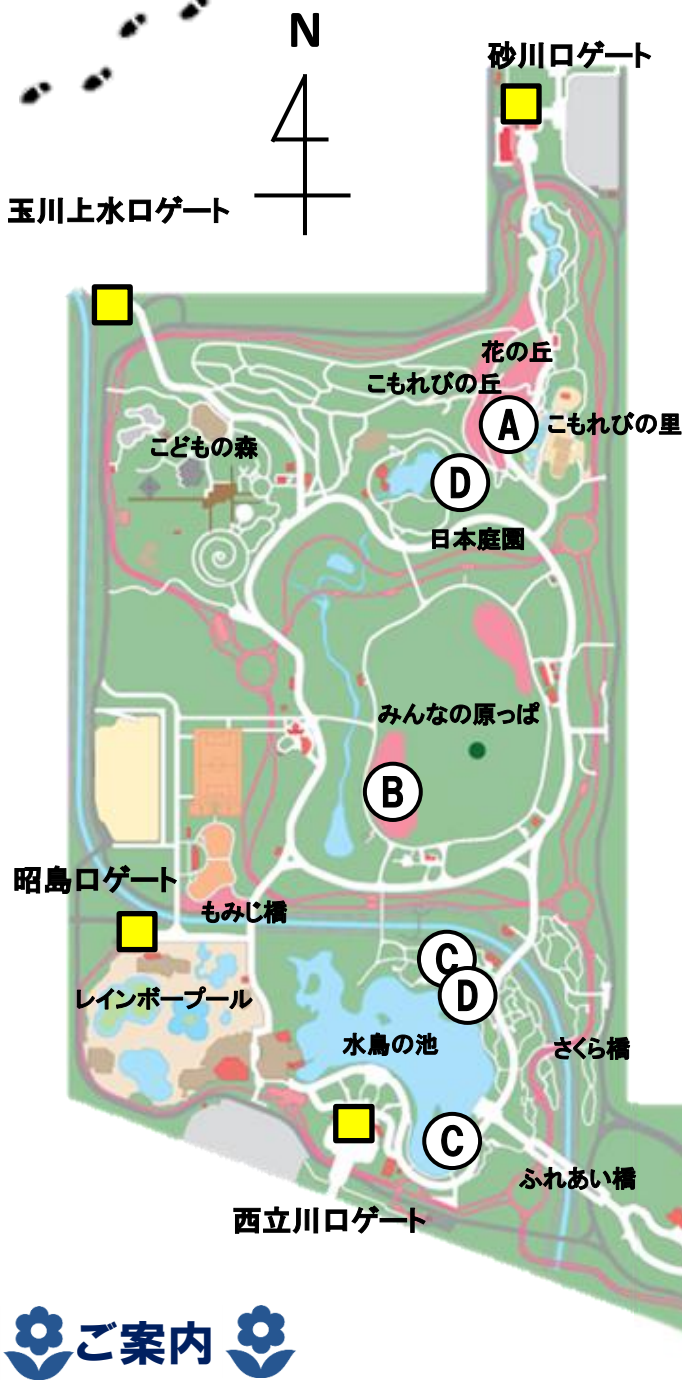 N
砂川口ゲート
玉川上水口ゲート
花の丘
こもれびの丘
A
こもれびの里
こどもの森
D
日本庭園
みんなの原っぱ
B
昭島口ゲート
もみじ橋
C
D
レインボープール
水鳥の池
さくら橋
C
ふれあい橋
西立川口ゲート
ご案内